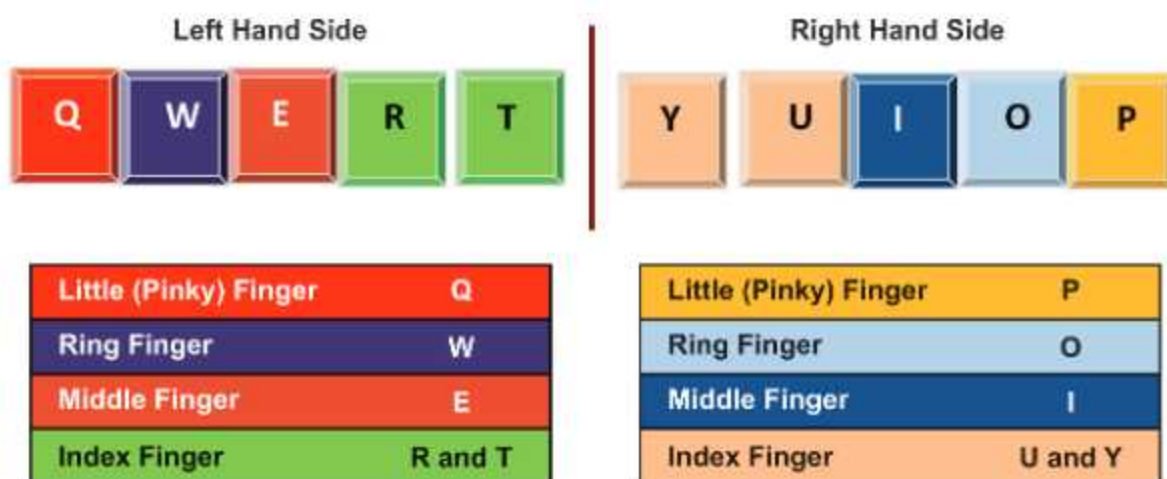 Left Hand Side
Right Hand Side
Q W E R T
Y U I O P
Little (Pinky) Finger Q
Ring Finger W
Middle Finger E
Index Finger R and T
Little (Pinky) Finger P
Ring Finger O
Middle Finger I
Index Finger U and Y